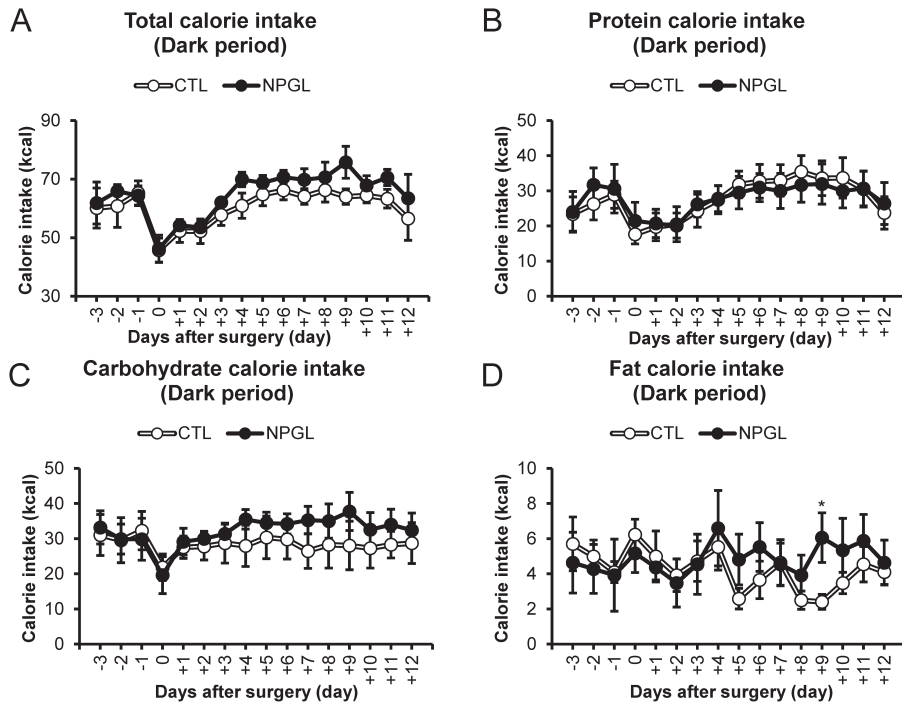 A
Total calorie intake
(Dark period)
CTL NPGL
Calorie intake (kcal)
90
70
50
30
-3 -2 -1 0 +1 +2 +3 +4 +5 +6 +7 +8 +9 +10 +11 +12
Days after surgery (day)
B
Protein calorie intake
(Dark period)
CTL NPGL
Calorie intake (kcal)
50
40
30
20
10
0
-3 -2 -1 0 +1 +2 +3 +4 +5 +6 +7 +8 +9 +10 +11 +12
Days after surgery (day)
C
Carbohydrate calorie intake
(Dark period)
CTL NPGL
Calorie intake (kcal)
50
40
30
20
10
0
-3 -2 -1 0 +1 +2 +3 +4 +5 +6 +7 +8 +9 +10 +11 +12
Days after surgery (day)
D
Fat calorie intake
(Dark period)
CTL NPGL
Calorie intake (kcal)
10
8
6
4
2
0
*
-3 -2 -1 0 +1 +2 +3 +4 +5 +6 +7 +8 +9 +10 +11 +12
Days after surgery (day)